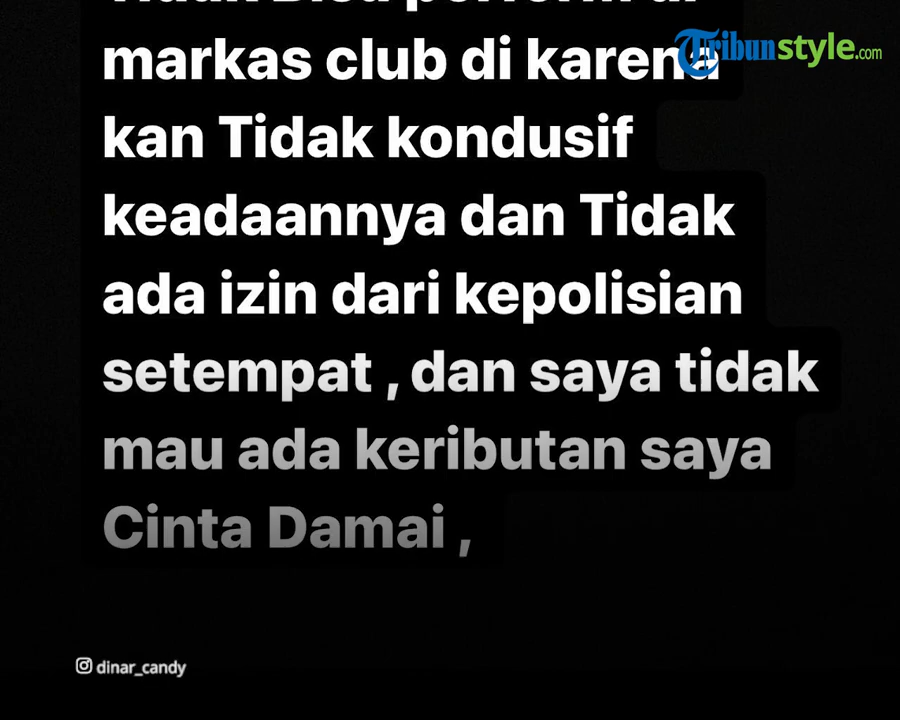 markas club di karena
Tribunstyle.com
kan Tidak kondusif
keadaannya dan Tidak
ada izin dari kepolisian
setempat , dan saya tidak
mau ada keributan saya
Cinta Damai ,
dinar_candy